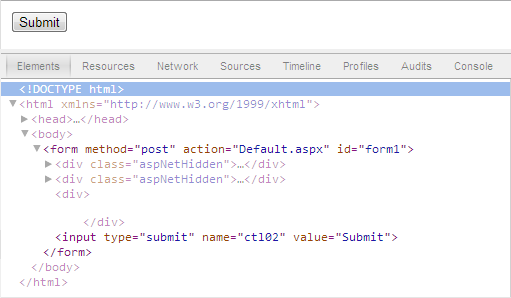 Submit
Elements Resources Network Sources Timeline Profiles Audits Console
<!DOCTYPE html>
▼<html xmlns="http://www.w3.org/1999/xhtml">
▶<head>…</head>
▼<body>
▼<form method="post" action="Default.aspx" id="form1">
▶<div class="aspNetHidden">…</div>
▶<div class="aspNetHidden">…</div>
<div>
</div>
<input type="submit" name="ctl02" value="Submit">
</form>
</body>
</html>